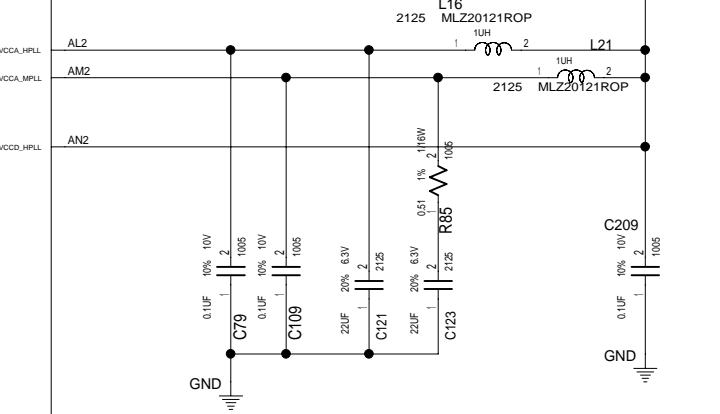 L16
2125 MLZ20121ROP
1UH
1 2
L21
1UH
1 2
2125 MLZ20121ROP
VCCA_HPLL AL2
VCCA_MPLL AM2
VCCD_HPLL AN2
1/16W
1%
0.51
2
1
1005
R85
10V
10%
0.1UF
2
1
1005
C79
10V
10%
0.1UF
2
1
1005
C109
6.3V
20%
22UF
2
1
2125
C121
6.3V
20%
22UF
2
1
2125
C123
C209
10V
10%
0.1UF
2
1
1005
GND
GND